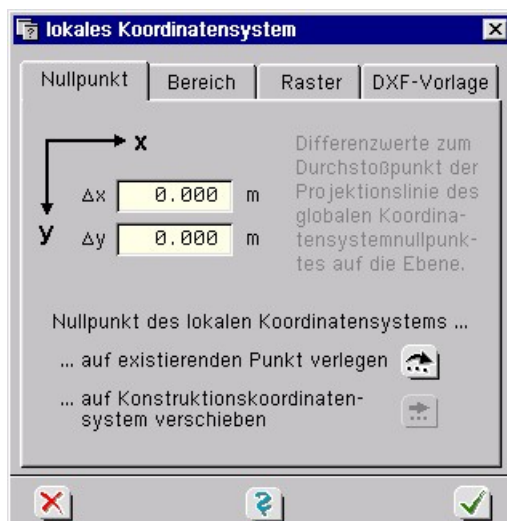 lokales Koordinatensystem
Nullpunkt
Bereich
Raster
DXF-Vorlage
x
y
Δx 0.000 m
Δy 0.000 m
Differenzwerte zum
Durchstoßpunkt der
Projektionslinie des
globalen Koordina-
tensystemnullpunk-
tes auf die Ebene.
Nullpunkt des lokalen Koordinatensystems ...
... auf existierenden Punkt verlegen
... auf Konstruktionskoordinaten-
system verschieben